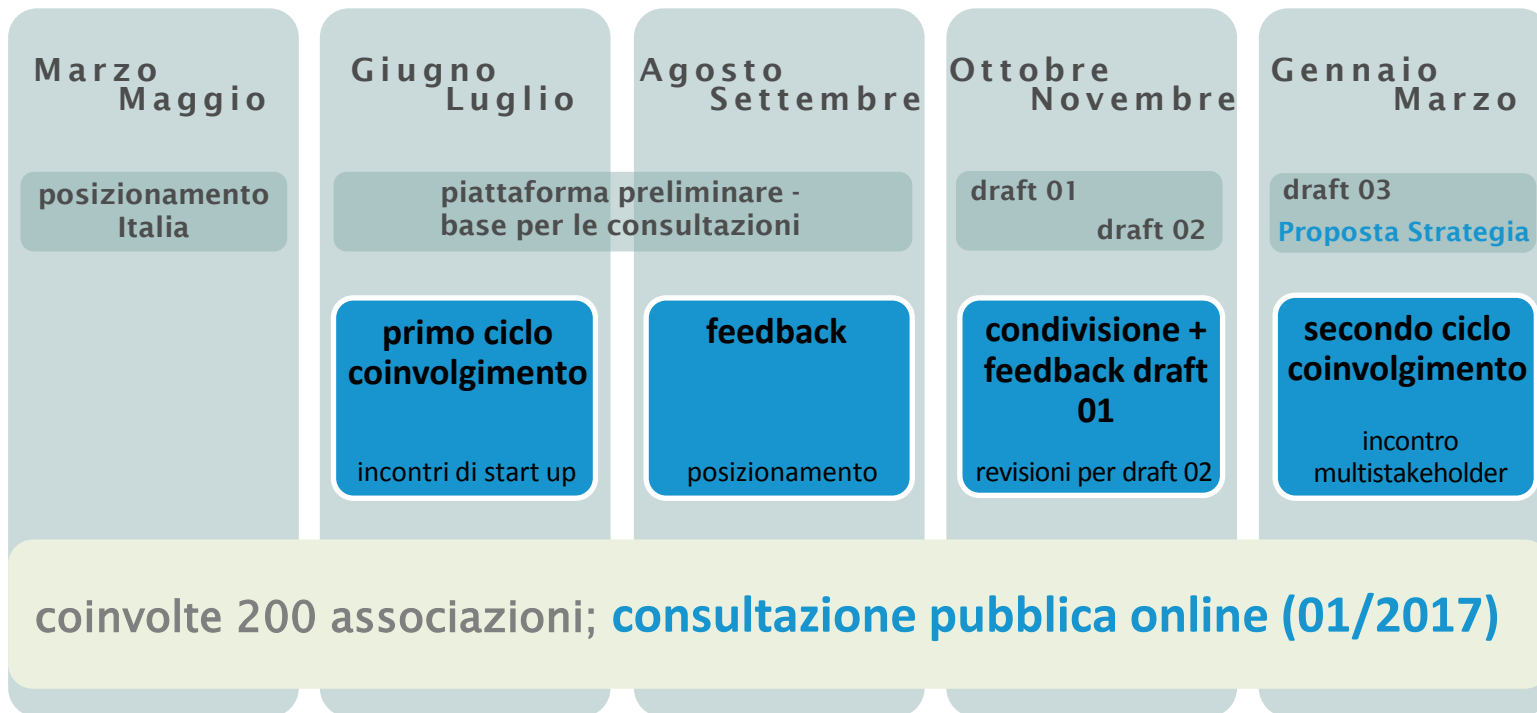 Marzo
Maggio
Giugno
Luglio
Agosto
Settembre
Ottobre
Novembre
Gennaio
Marzo
posizionamento
Italia
piattaforma preliminare -
base per le consultazioni
draft 01
draft 02
draft 03
Proposta Strategia
primo ciclo
coinvolgimento
incontri di start up
feedback
posizionamento
condivisione +
feedback draft
01
revisioni per draft 02
secondo ciclo
coinvolgimento
incontro
multistakeholder
coinvolte 200 associazioni; consultazione pubblica online (01/2017)